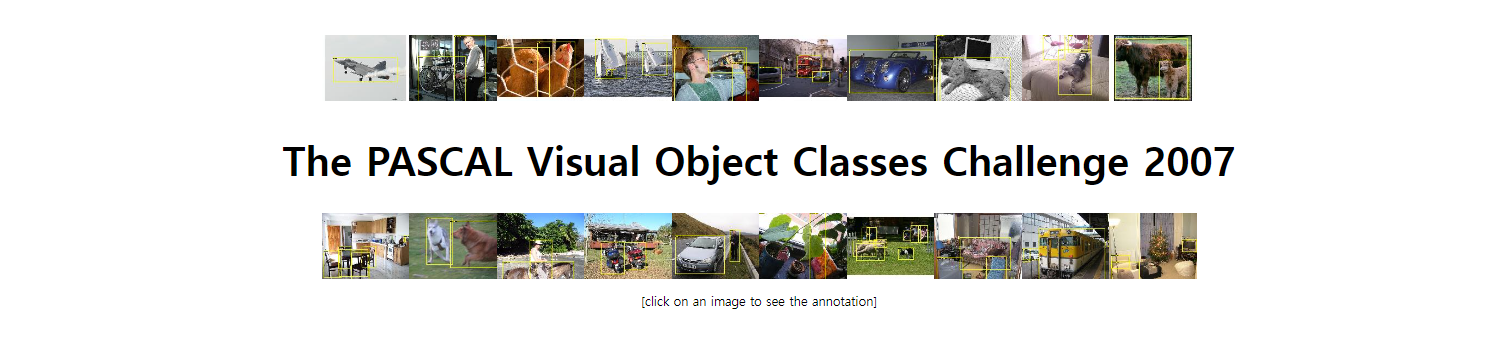 The PASCAL Visual Object Classes Challenge 2007
[click on an image to see the annotation]